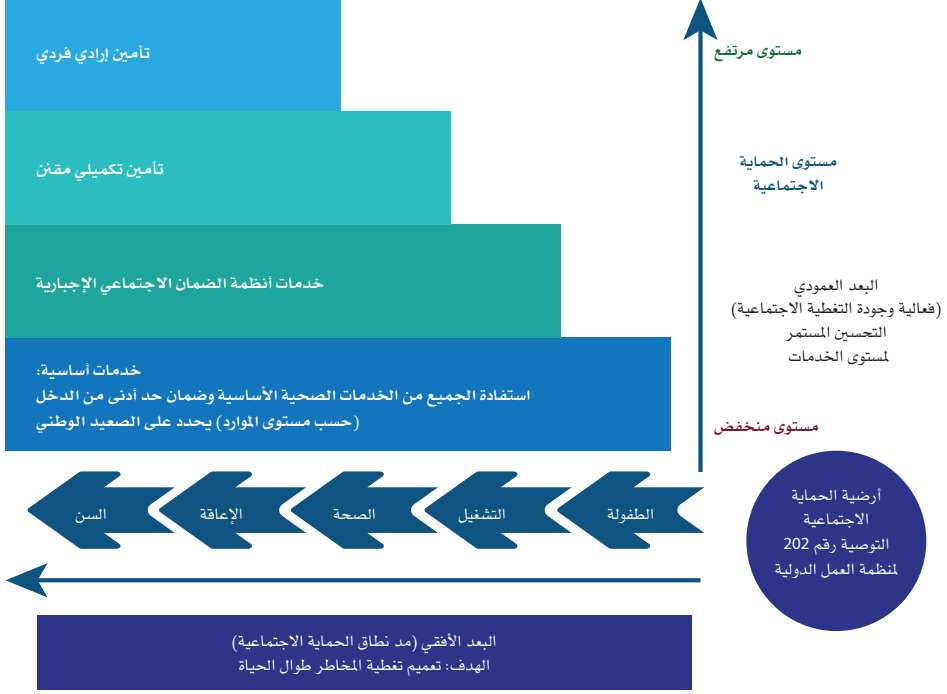 مستوى مرتفع
تأمين إرادي فردي
مستوى الحماية
الاجتماعية
تأمين تكميلي مقنن
البعد العمودي
(فعالية وجودة التغطية الاجتماعية)
التحسين المستمر
لمستوى الخدمات
خدمات أنظمة الضمان الاجتماعي الإجبارية
مستوى منخفض
خدمات أساسية:
استفادة الجميع من الخدمات الصحية الأساسية وضمان حد أدنى من الدخل
(حسب مستوى الموارد) يحدد على الصعيد الوطني
أرضية الحماية
الاجتماعية
التوصية رقم 202
لمنظمة العمل الدولية
الطفولة
التشغيل
الصحة
الإعاقة
السن
البعد الأفقي (مد نطاق الحماية الاجتماعية)
الهدف: تعميم تغطية المخاطر طوال الحياة